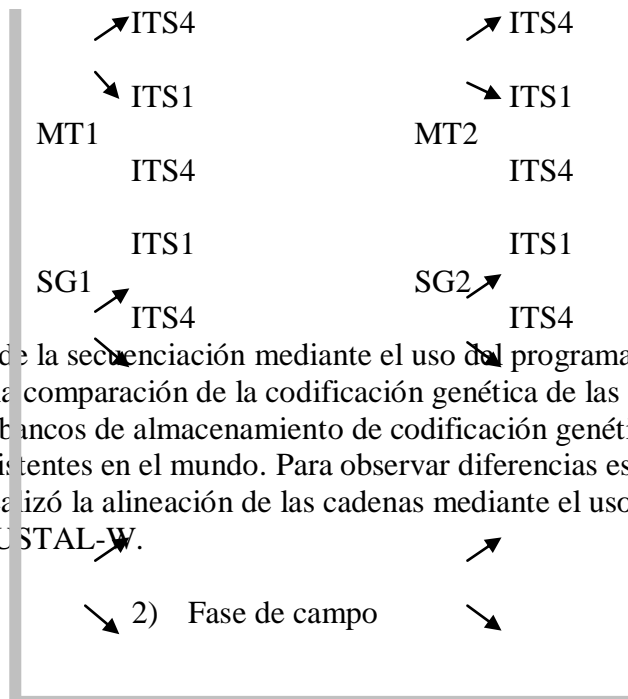 ITS4 ITS4
ITS1 ITS1
MT1 MT2
ITS4 ITS4
ITS1 ITS1
SG1 SG2
ITS4 ITS4
de la secuenciación mediante el uso del programa
a comparación de la codificación genética de las
bancos de almacenamiento de codificación genéti
istentes en el mundo. Para observar diferencias es
alizó la alineación de las cadenas mediante el uso
USTAL-W.
2) Fase de campo